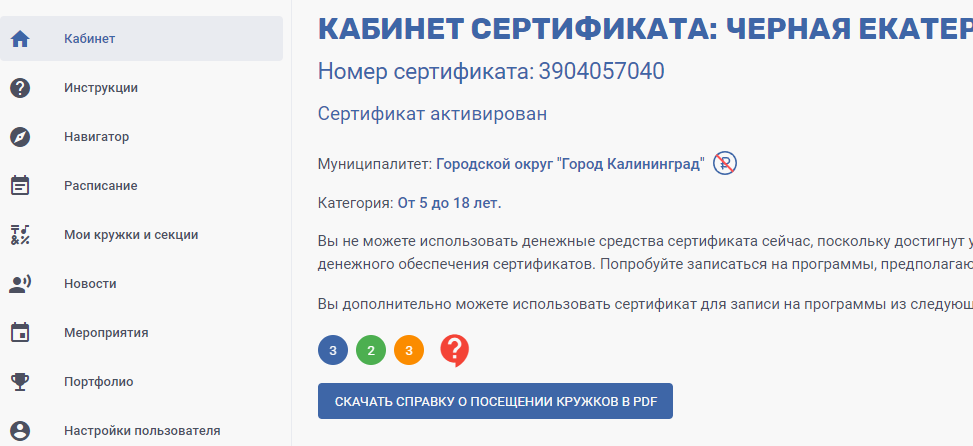 Кабинет
Инструкции
Навигатор
Расписание
Мои кружки и секции
Новости
Мероприятия
Портфолио
Настройки пользователя
КАБИНЕТ СЕРТИФИКАТА: ЧЕРНАЯ ЕКАТЕР
Номер сертификата: 3904057040
Сертификат активирован
Муниципалитет: Городской округ "Город Калининград"
Категория: От 5 до 18 лет.
Вы не можете использовать денежные средства сертификата сейчас, поскольку достигнут у
денежного обеспечения сертификатов. Попробуйте записаться на программы, предполагаю
Вы дополнительно можете использовать сертификат для записи на программы из следующ
3 2 3 ?
СКАЧАТЬ СПРАВКУ О ПОСЕЩЕНИИ КРУЖКОВ В PDF